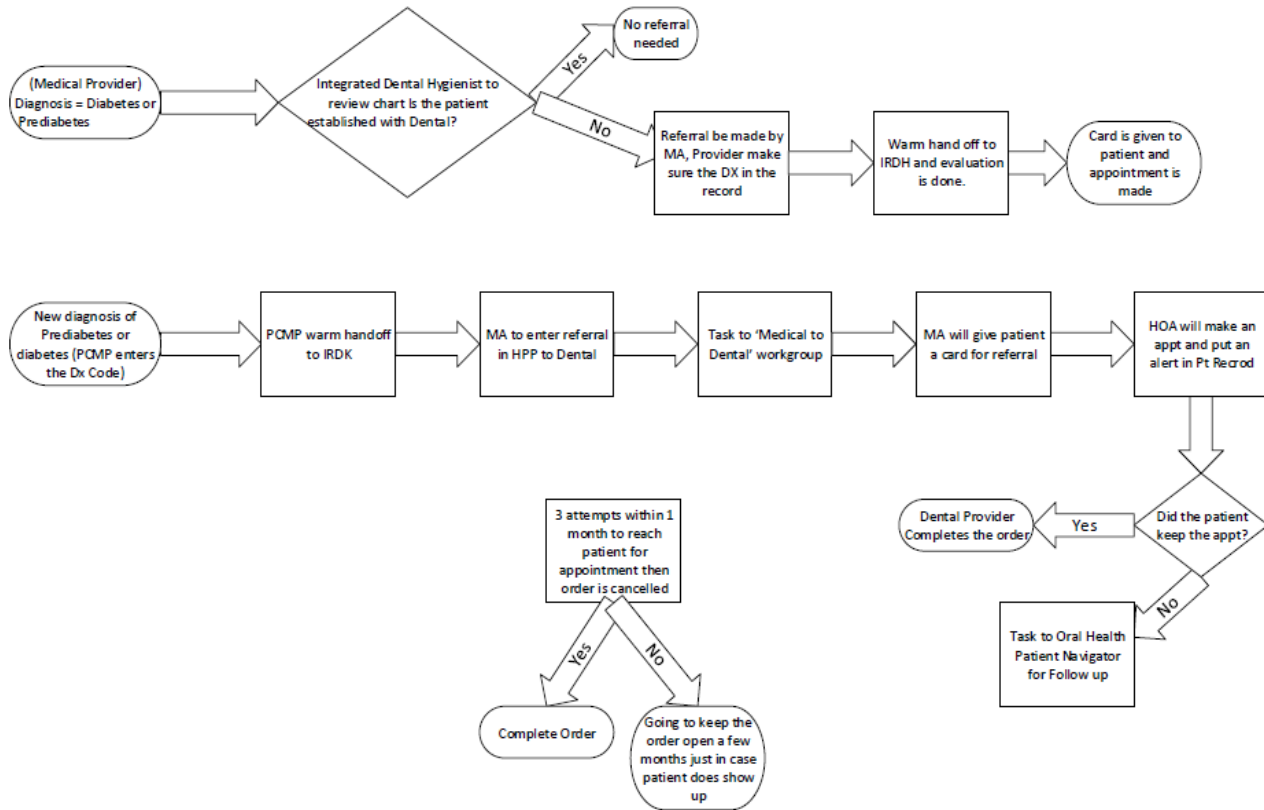 No referral
needed
Yes
(Medical Provider)
Diagnosis = Diabetes or
Prediabetes
Integrated Dental Hygienist to
review chart Is the patient
established with Dental?
No
Referral be made by
MA, Provider make
sure the DX in the
record
Warm hand off to
IRDH and evaluation
is done.
Card is given to
patient and
appointment is
made
New diagnosis of
Prediabetes or
diabetes (PCMP enters
the Dx Code)
PCMP warm handoff
to IRDK
MA to enter referral
in HPP to Dental
Task to ‘Medical to
Dental’ workgroup
MA will give patient
a card for referral
HOA will make an
appt and put an
alert in Pt Recrod
Did the patient
keep the appt?
Yes
Dental Provider
Completes the order
No
Task to Oral Health
Patient Navigator
for Follow up
3 attempts within 1
month to reach
patient for
appointment then
order is cancelled
Yes
No
Complete Order
Going to keep the
order open a few
months just in case
patient does show
up